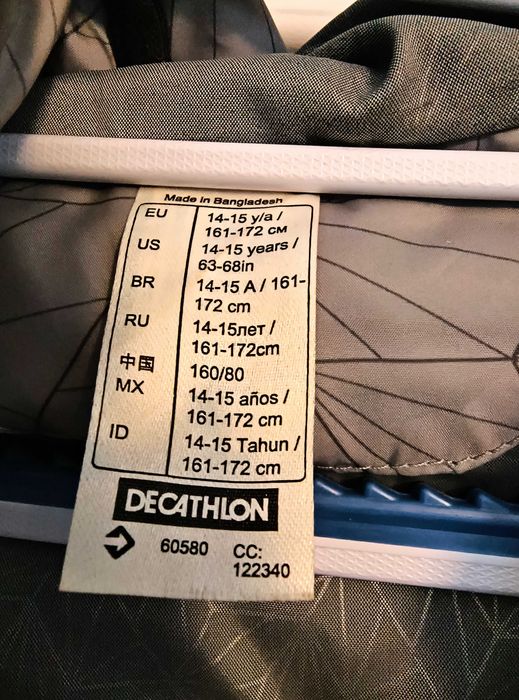 Made in Bangladesh
EU 14-15 y/a /
161-172 см
US 14-15 years /
63-68in
BR 14-15 A / 161-
172 cm
RU 14-15лет /
161-172cm
中国 160/80
MX 14-15 años /
161-172 cm
ID 14-15 Tahun /
161-172 cm
DECATHLON
60580 CC:
122340